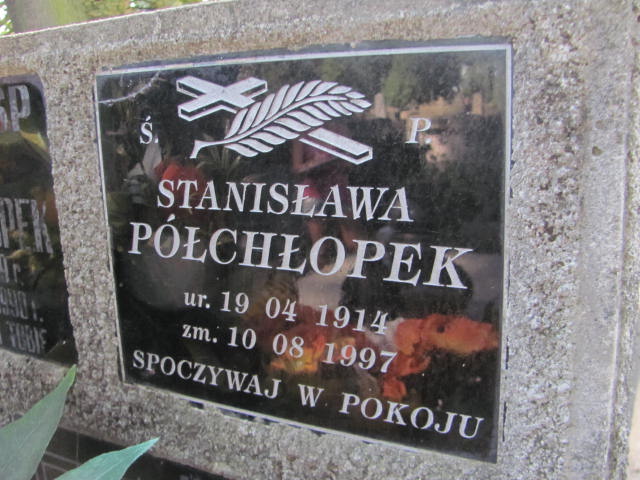 Ś. P.
STANISŁAWA
PÓŁCHŁOPEK
ur. 19 04 1914
zm. 10 08 1997
SPOCZYWAJ W POKOJU